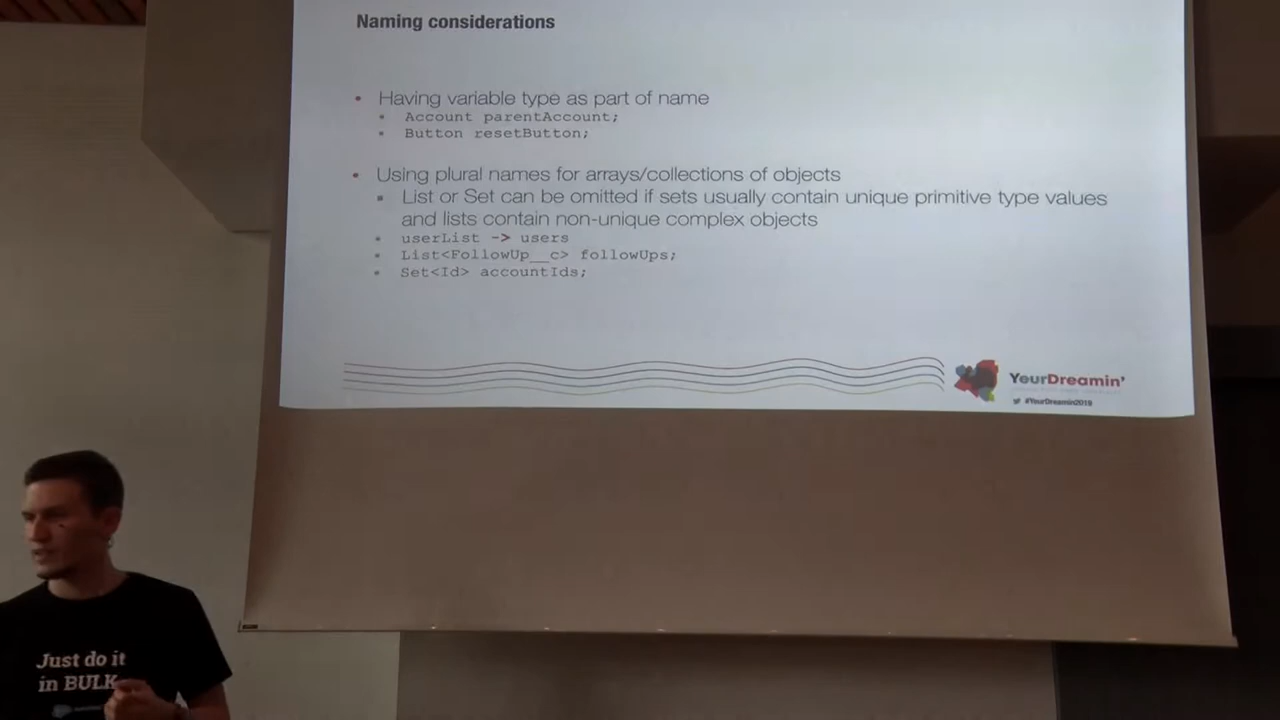 Naming considerations
• Having variable type as part of name
• Account parentAccount;
• Button resetButton;
• Using plural names for arrays/collections of objects
▪ List or Set can be omitted if sets usually contain unique primitive type values
and lists contain non-unique complex objects
• userList -> users
• List<FollowUp__c> followUps;
• Set<Id> accountIds;
YourDreamin'
#YourDreamin2019
Just do it
in BULK